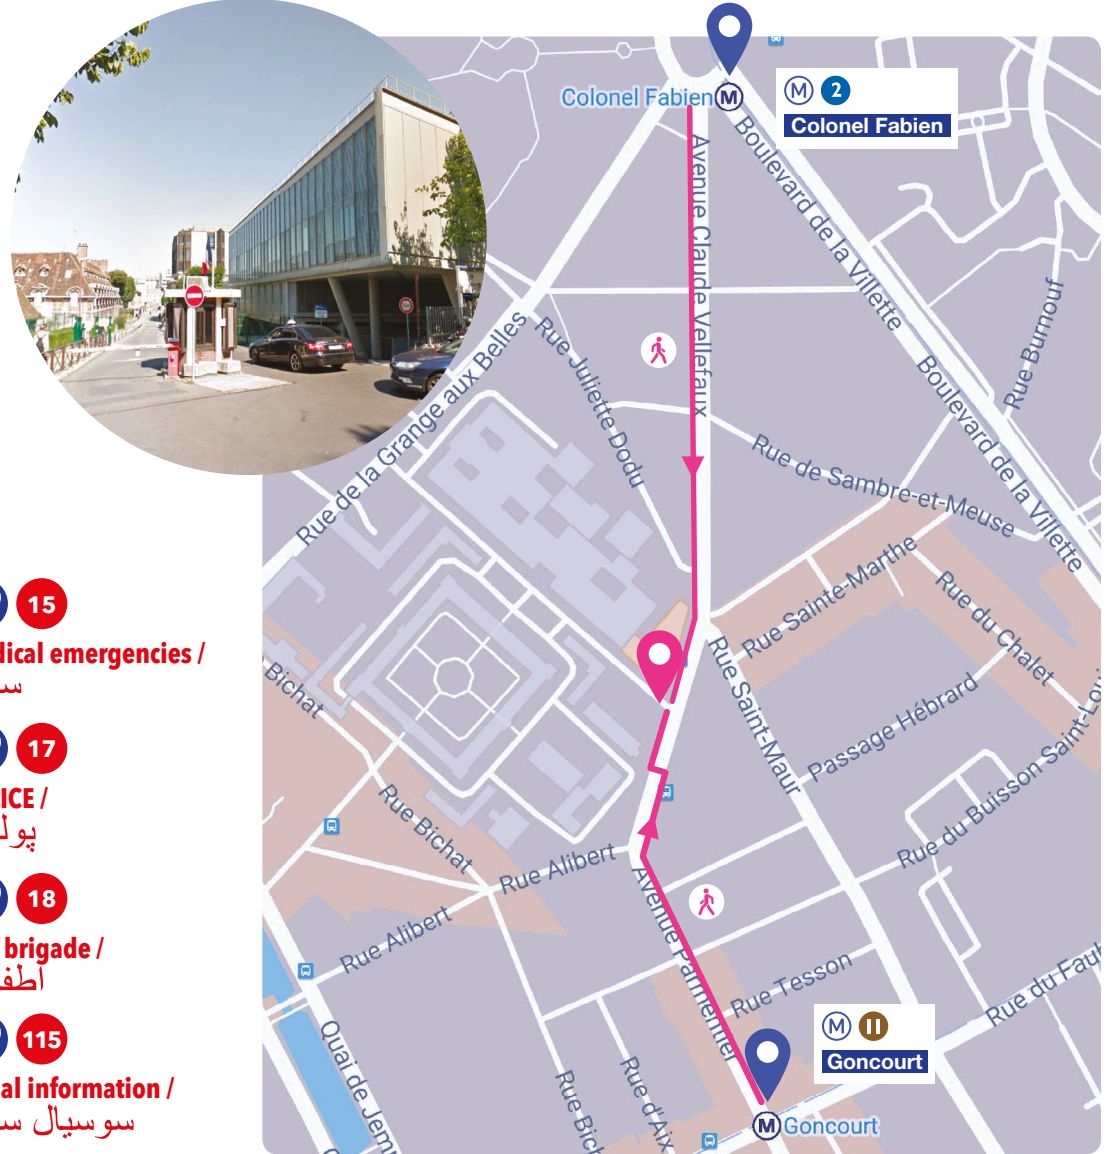 Colonel Fabien M
M 2
Colonel Fabien
Avenue Claude Vellefaux
Boulevard de la Villette
Boulevard de la Villette
Rue Burnouf
Rue Juliette Dodu
Rue de la Grange aux Belles
Rue de Sambre-et-Meuse
Rue Sainte-Marthe
Rue du Chalet
Rue Saint-Maur
Passage Hébrard
Rue du Buisson Saint-Loui
Bichat
Rue Bichat
Rue Alibert
Rue Alibert
Avenue Parmentier
Rue Tesson
Rue du Faub
Quai de Jem
Rue Bich
Rue d'Aix
M 11
Goncourt
M Goncourt
15
dical emergencies /
17
ICE /
18
brigade /
115
al information /
سوسیال